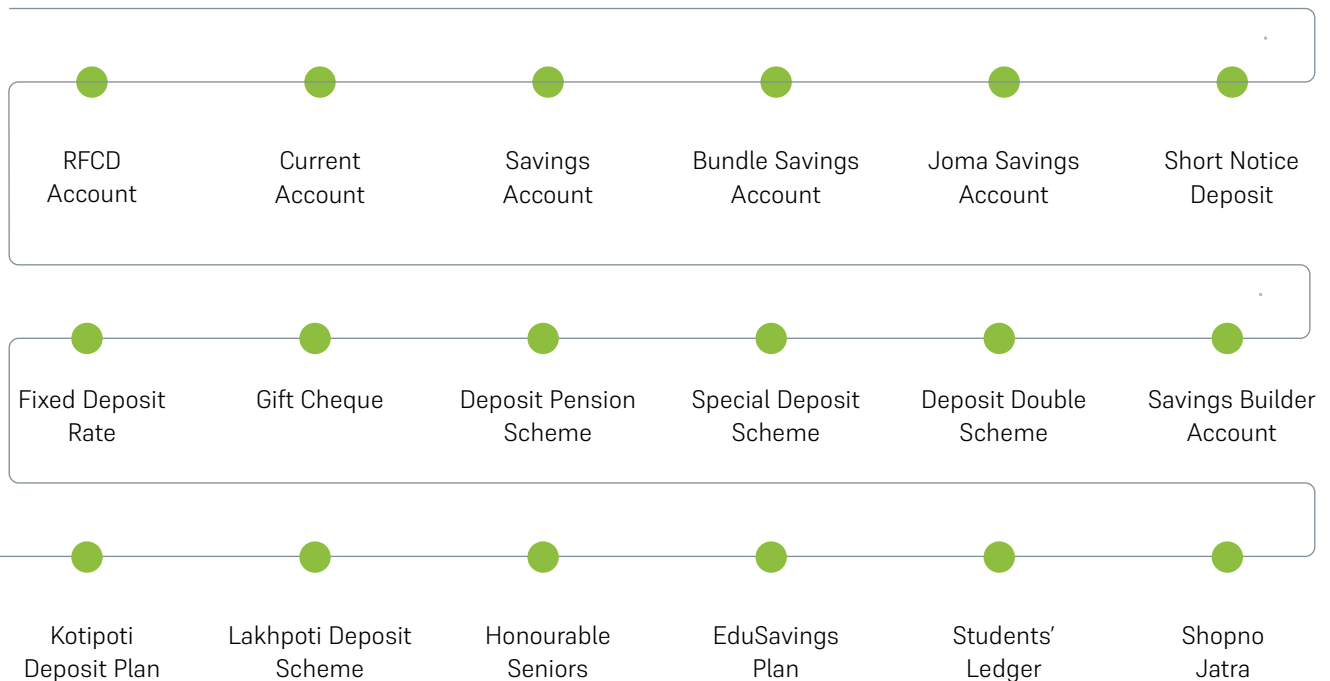 RFCD
Account
Current
Account
Savings
Account
Bundle Savings
Account
Joma Savings
Account
Short Notice
Deposit
Fixed Deposit
Rate
Gift Cheque
Deposit Pension
Scheme
Special Deposit
Scheme
Deposit Double
Scheme
Savings Builder
Account
Kotipoti
Deposit Plan
Lakhpoti Deposit
Scheme
Honourable
Seniors
EduSavings
Plan
Students’
Ledger
Shopno
Jatra